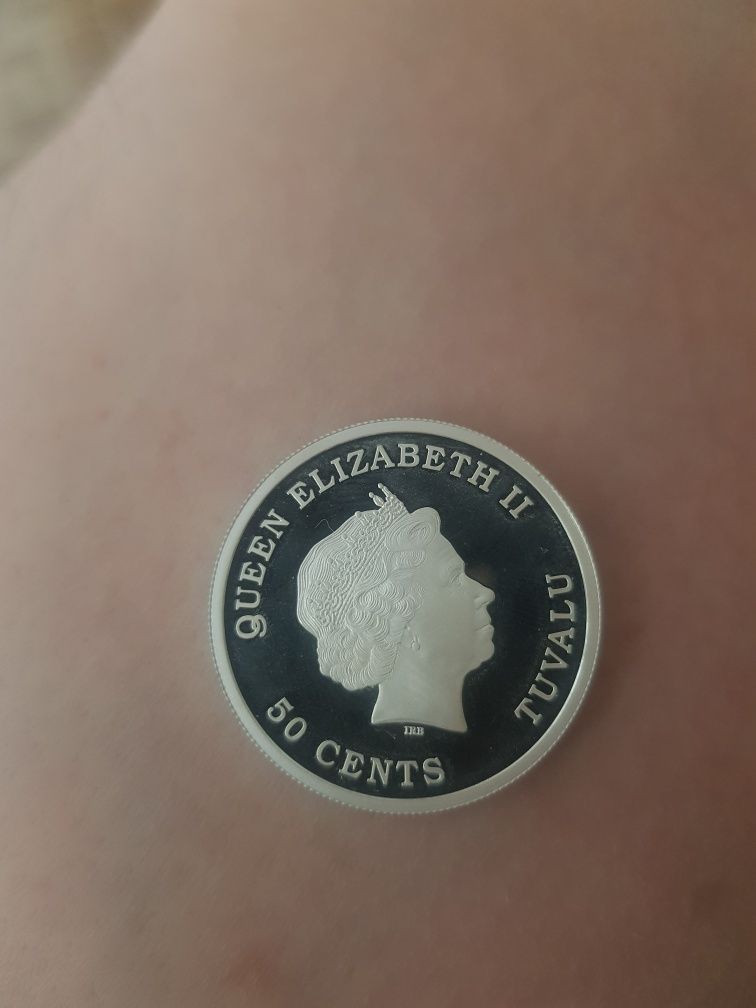 QUEEN ELIZABETH II
TUVALU
50 CENTS
IRB